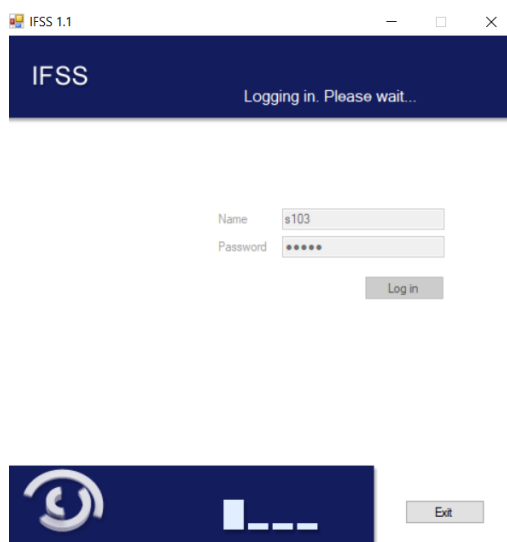 IFSS 1.1
IFSS
Logging in. Please wait...
Name s103
Password •••••
Log in
Exit